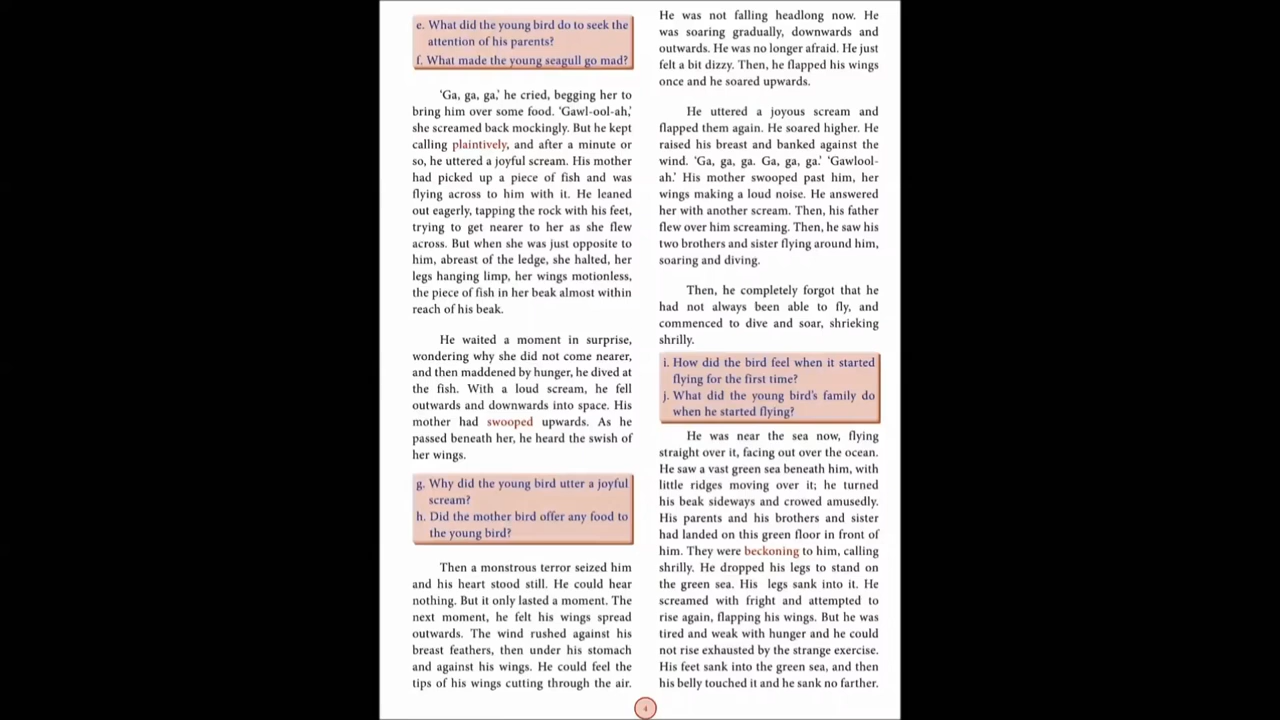 e. What did the young bird do to seek the
attention of his parents?
f. What made the young seagull go mad?
‘Ga, ga, ga,’ he cried, begging her to
bring him over some food. ‘Gawl-ool-ah,’
she screamed back mockingly. But he kept
calling plaintively, and after a minute or
so, he uttered a joyful scream. His mother
had picked up a piece of fish and was
flying across to him with it. He leaned
out eagerly, tapping the rock with his feet,
trying to get nearer to her as she flew
across. But when she was just opposite to
him, abreast of the ledge, she halted, her
legs hanging limp, her wings motionless,
the piece of fish in her beak almost within
reach of his beak.
He waited a moment in surprise,
wondering why she did not come nearer,
and then maddened by hunger, he dived at
the fish. With a loud scream, he fell
outwards and downwards into space. His
mother had swooped upwards. As he
passed beneath her, he heard the swish of
her wings.
g. Why did the young bird utter a joyful
scream?
h. Did the mother bird offer any food to
the young bird?
Then a monstrous terror seized him
and his heart stood still. He could hear
nothing. But it only lasted a moment. The
next moment, he felt his wings spread
outwards. The wind rushed against his
breast feathers, then under his stomach
and against his wings. He could feel the
tips of his wings cutting through the air.
He was not falling headlong now. He
was soaring gradually, downwards and
outwards. He was no longer afraid. He just
felt a bit dizzy. Then, he flapped his wings
once and he soared upwards.
He uttered a joyous scream and
flapped them again. He soared higher. He
raised his breast and banked against the
wind. ‘Ga, ga, ga. Ga, ga, ga.’ ‘Gawlool-
ah.’ His mother swooped past him, her
wings making a loud noise. He answered
her with another scream. Then, his father
flew over him screaming. Then, he saw his
two brothers and sister flying around him,
soaring and diving.
Then, he completely forgot that he
had not always been able to fly, and
commenced to dive and soar, shrieking
shrilly.
i. How did the bird feel when it started
flying for the first time?
j. What did the young bird’s family do
when he started flying?
He was near the sea now, flying
straight over it, facing out over the ocean.
He saw a vast green sea beneath him, with
little ridges moving over it; he turned
his beak sideways and crowed amusedly.
His parents and his brothers and sister
had landed on this green floor in front of
him. They were beckoning to him, calling
shrilly. He dropped his legs to stand on
the green sea. His legs sank into it. He
screamed with fright and attempted to
rise again, flapping his wings. But he was
tired and weak with hunger and he could
not rise exhausted by the strange exercise.
His feet sank into the green sea, and then
his belly touched it and he sank no farther.
4